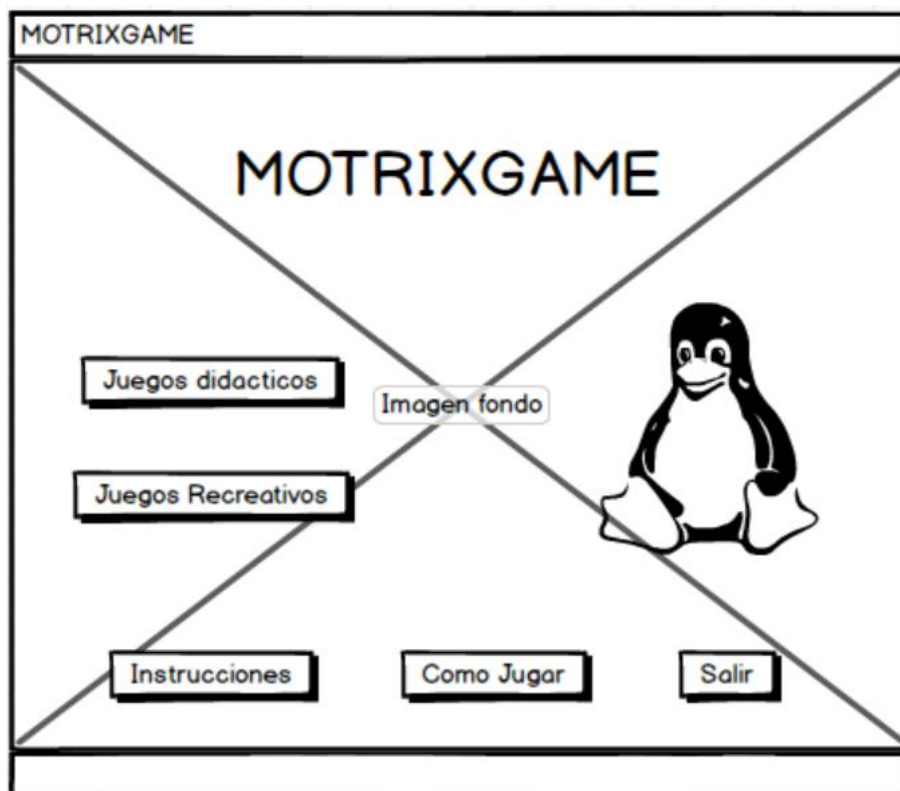 MOTRIXGAME
MOTRIXGAME
Juegos didacticos
Imagen fondo
Juegos Recreativos
Instrucciones
Como Jugar
Salir